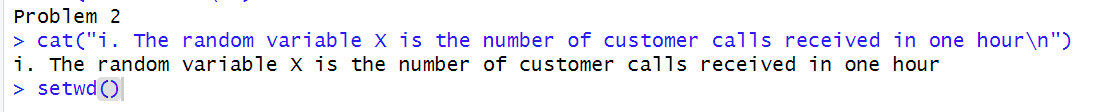 Problem 2
> cat("i. The random variable X is the number of customer calls received in one hour\n")
i. The random variable X is the number of customer calls received in one hour
> setwd()